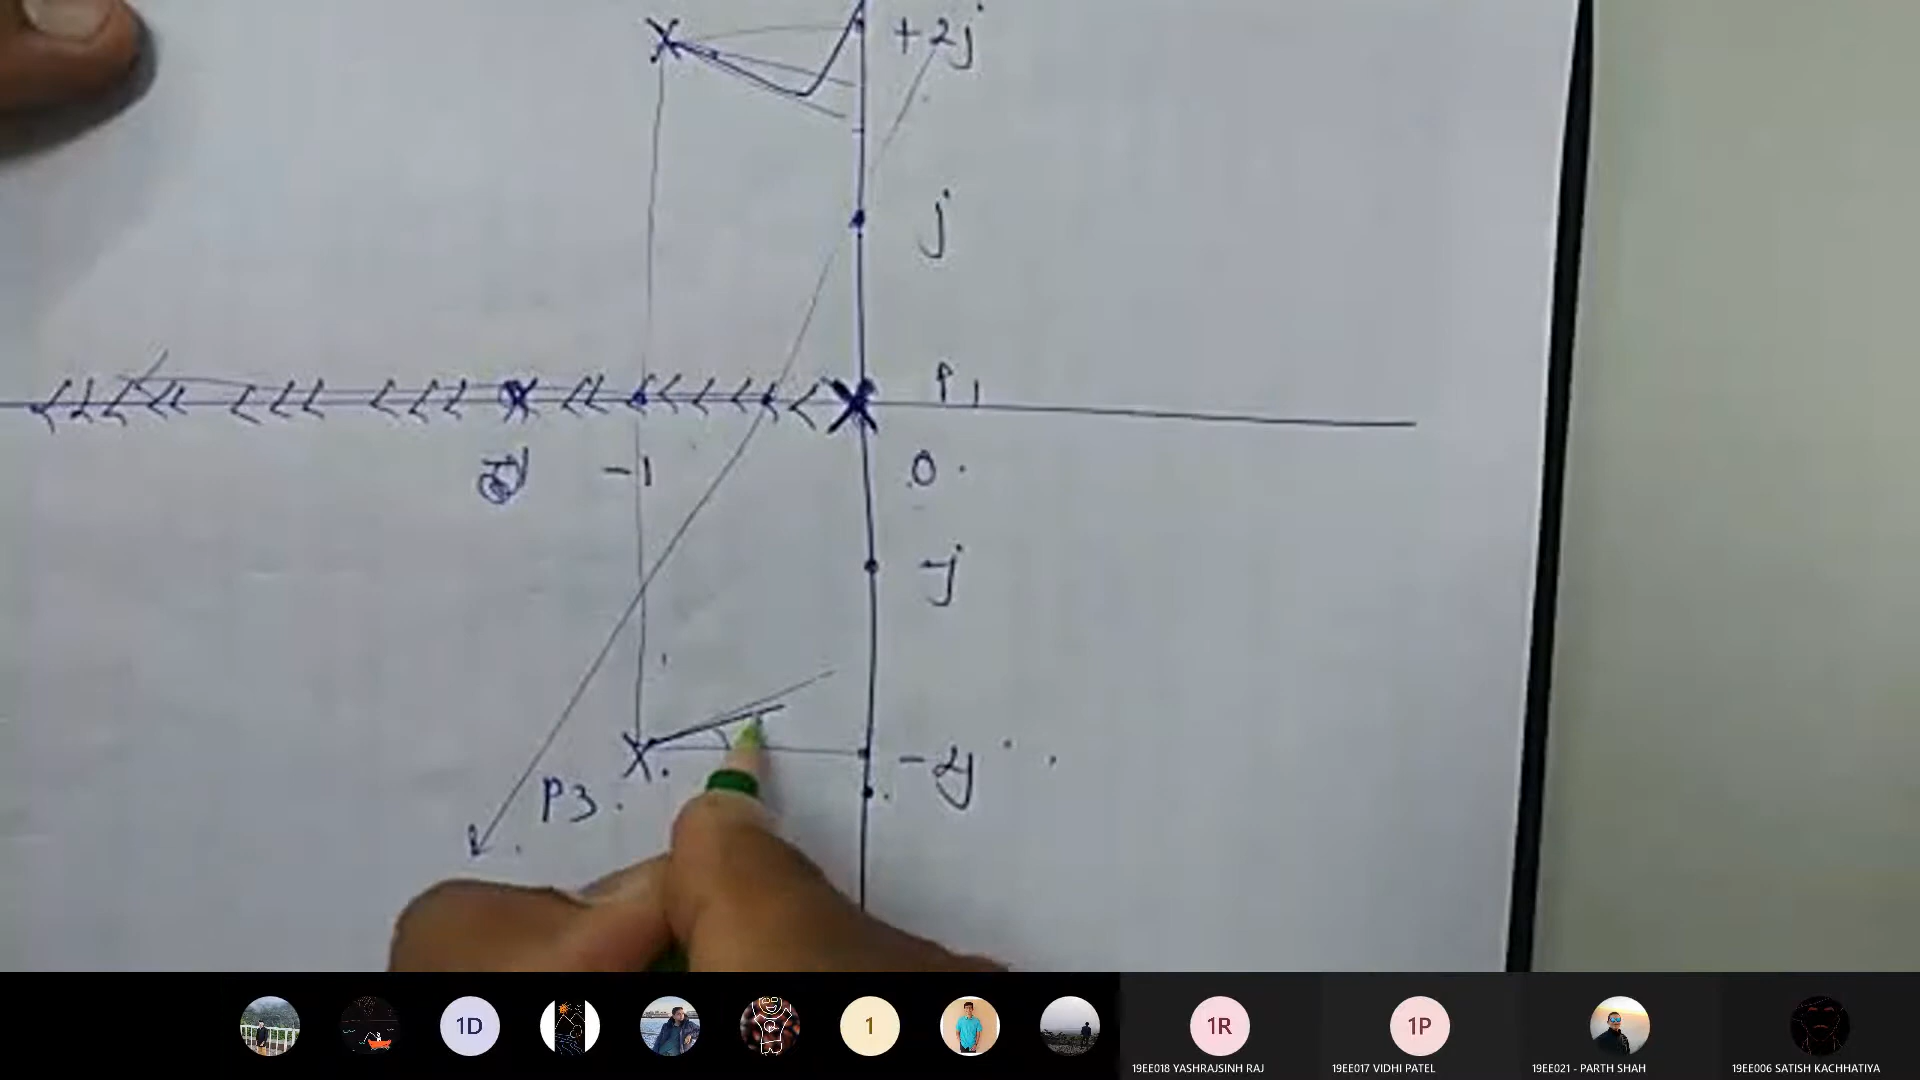 +2j
j
P1
-1
0
-j
-2j
P3
1D
1
1R
1P
19EE018 YASHRAJSINH RAJ
19EE017 VIDHI PATEL
19EE021 - PARTH SHAH
19EE006 SATISH KACHHATIYA